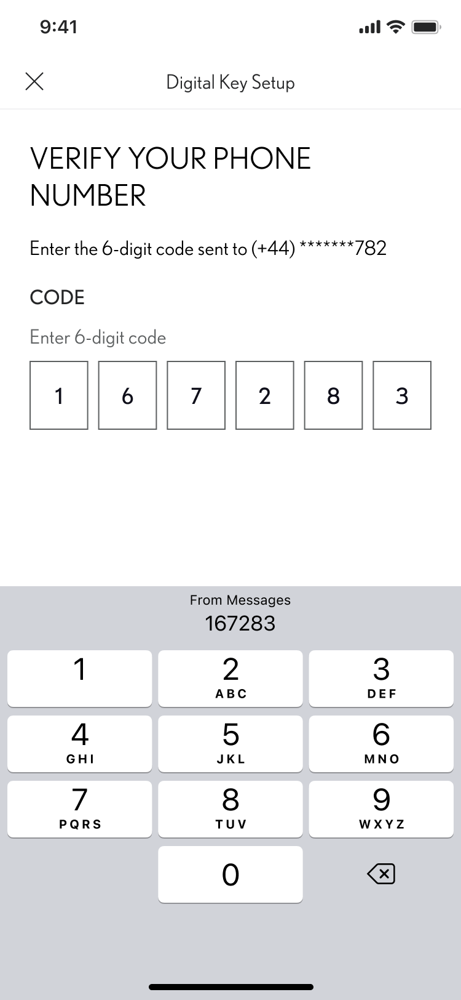 9:41
Digital Key Setup
VERIFY YOUR PHONE
NUMBER
Enter the 6-digit code sent to (+44) *******782
CODE
Enter 6-digit code
1 6 7 2 8 3
From Messages
167283
1 2 3
ABC DEF
4 5 6
GHI JKL MNO
7 8 9
PQRS TUV WXYZ
0